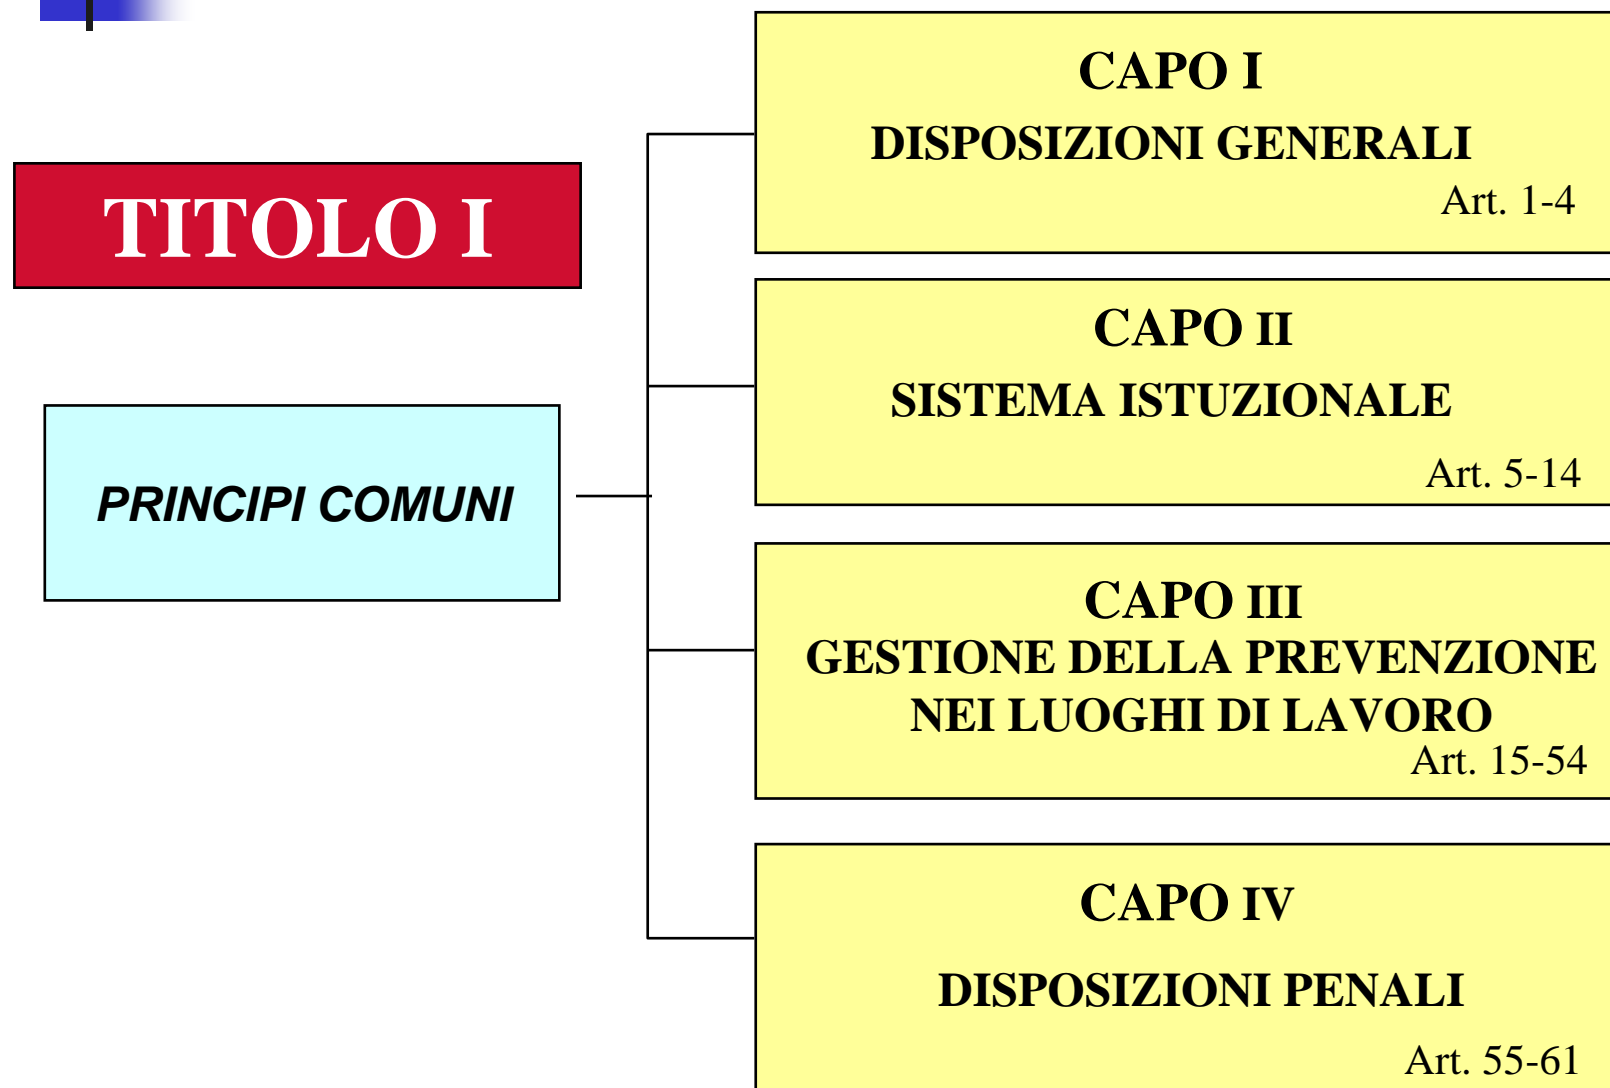 TITOLO I
PRINCIPI COMUNI
CAPO I
DISPOSIZIONI GENERALI
Art. 1-4
CAPO II
SISTEMA ISTUZIONALE
Art. 5-14
CAPO III
GESTIONE DELLA PREVENZIONE
NEI LUOGHI DI LAVORO
Art. 15-54
CAPO IV
DISPOSIZIONI PENALI
Art. 55-61